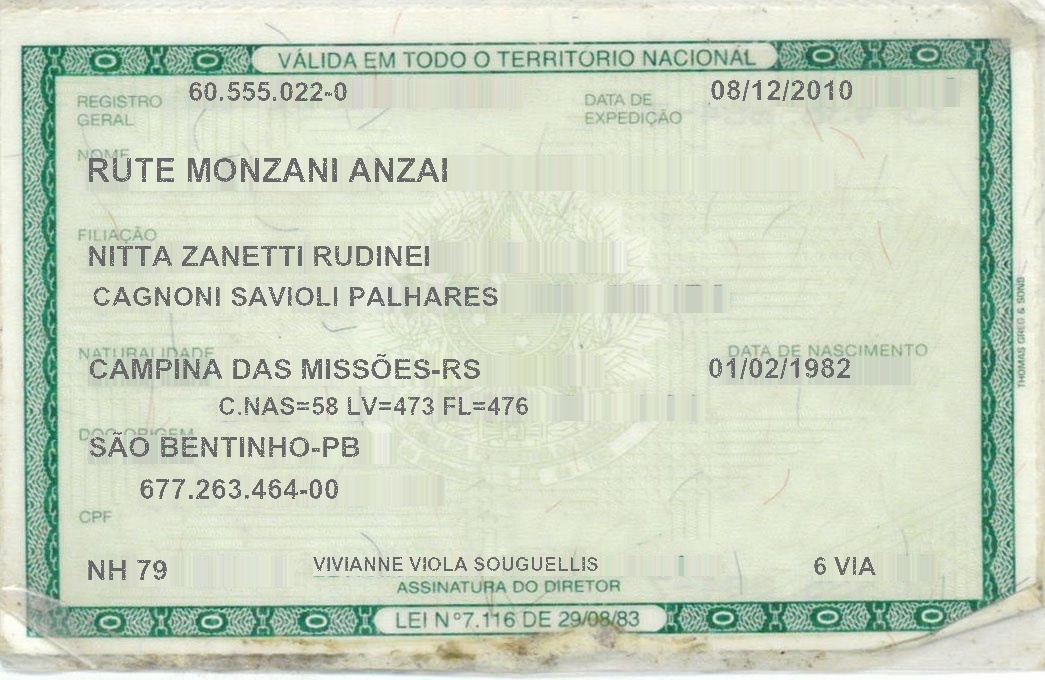 VÁLIDA EM TODO O TERRITÓRIO NACIONAL
REGISTRO GERAL 60.555.022-0 DATA DE EXPEDIÇÃO 08/12/2010
NOME
RUTE MONZANI ANZAI
FILIAÇÃO
NITTA ZANETTI RUDINEI
CAGNONI SAVIOLI PALHARES
NATURALIDADE DATA DE NASCIMENTO
CAMPINA DAS MISSÕES-RS 01/02/1982
C.NAS=58 LV=473 FL=476
DOC ORIGEM
SÃO BENTINHO-PB
677.263.464-00
CPF
NH 79 VIVIANNE VIOLA SOUGUELLIS 6 VIA
ASSINATURA DO DIRETOR
LEI Nº7.116 DE 29/08/83
THOMAS GREG & SONS